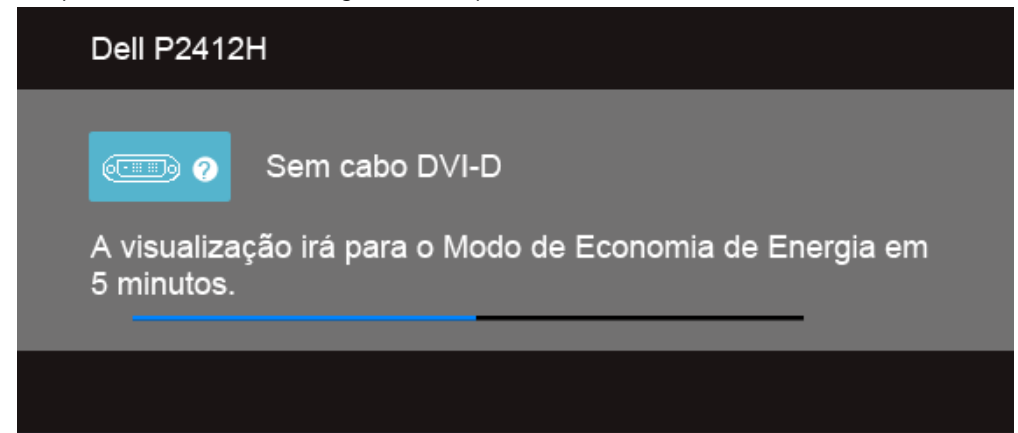 Dell P2412H
Sem cabo DVI-D
A visualização irá para o Modo de Economia de Energia em
5 minutos.